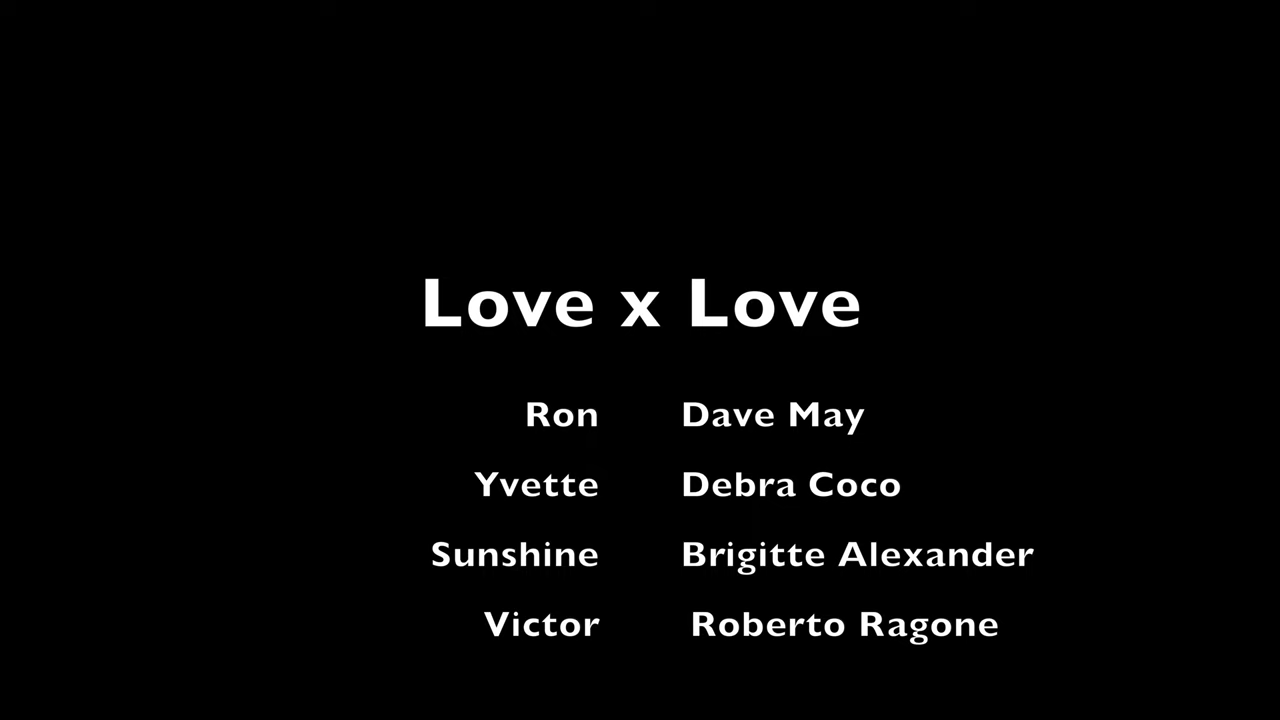 Love x Love
Ron Dave May
Yvette Debra Coco
Sunshine Brigitte Alexander
Victor Roberto Ragone